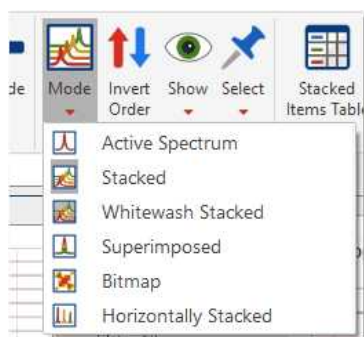 de
Mode
Invert
Order
Show
Select
Stacked
Items Table
Active Spectrum
Stacked
Whitewash Stacked
Superimposed
Bitmap
Horizontally Stacked